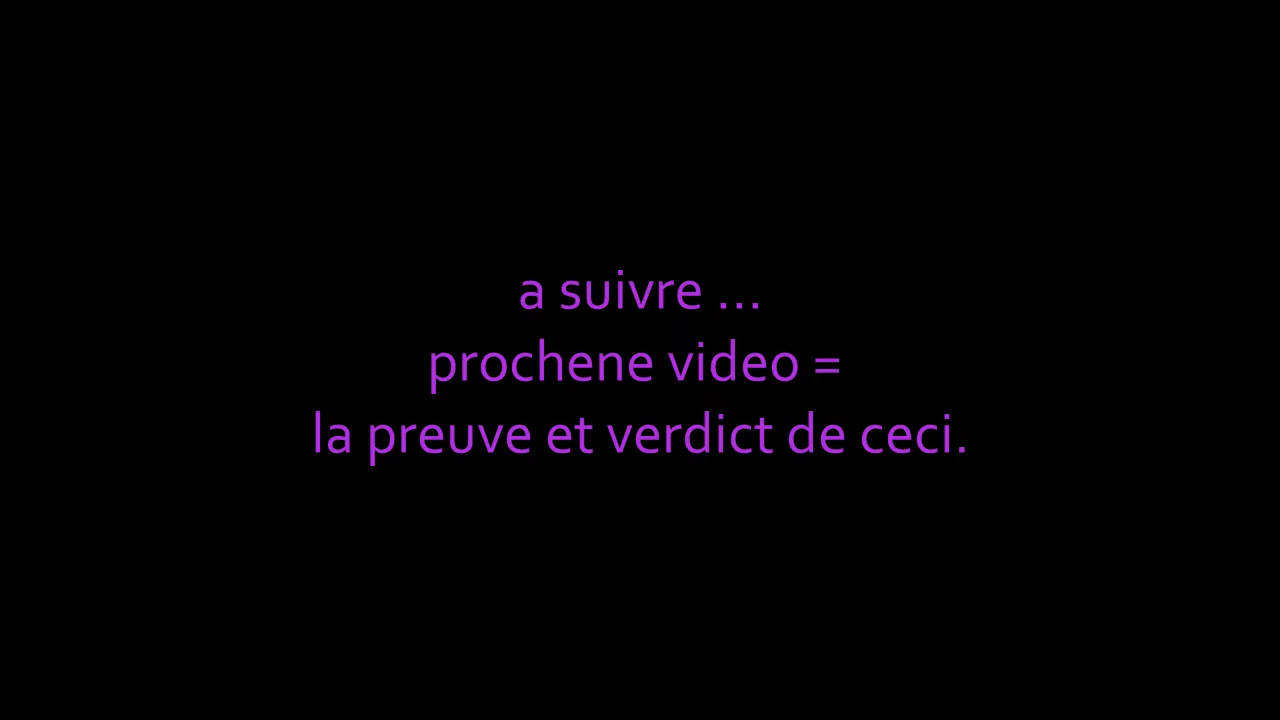 a suivre ...
prochene video =
la preuve et verdict de ceci.